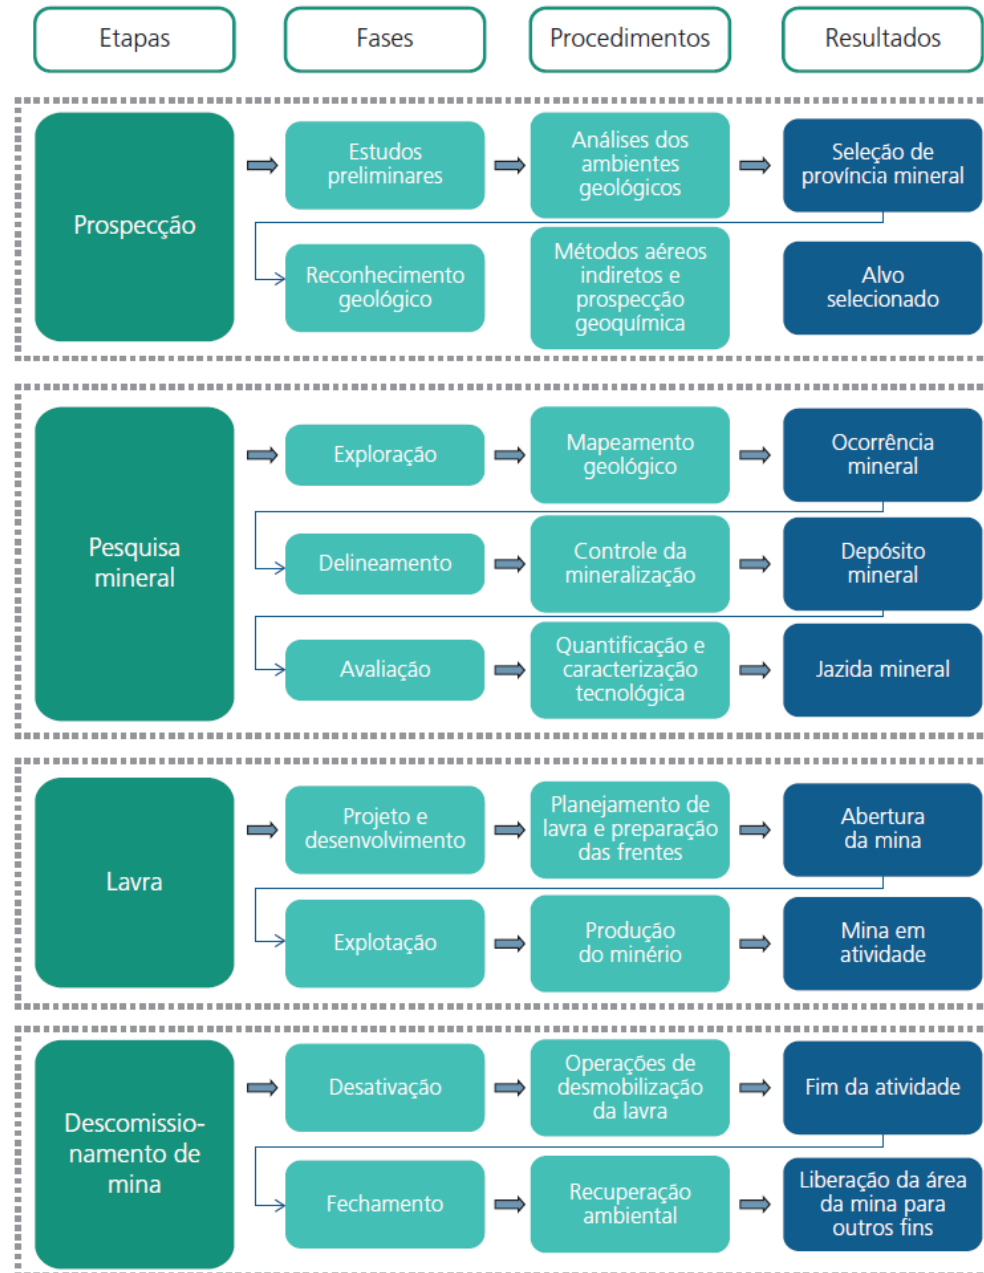 Etapas
Fases
Procedimentos
Resultados
Prospecção
Estudos
preliminares
Análises dos
ambientes
geológicos
Seleção de
província mineral
Reconhecimento
geológico
Métodos aéreos
indiretos e
prospecção
geoquímica
Alvo
selecionado
Pesquisa
mineral
Exploração
Mapeamento
geológico
Ocorrência
mineral
Delineamento
Controle da
mineralização
Depósito
mineral
Avaliação
Quantificação e
caracterização
tecnológica
Jazida mineral
Lavra
Projeto e
desenvolvimento
Planejamento de
lavra e preparação
das frentes
Abertura
da mina
Explotação
Produção
do minério
Mina em
atividade
Descomissio-
namento de
mina
Desativação
Operações de
desmobilização
da lavra
Fim da atividade
Fechamento
Recuperação
ambiental
Liberação da área
da mina para
outros fins